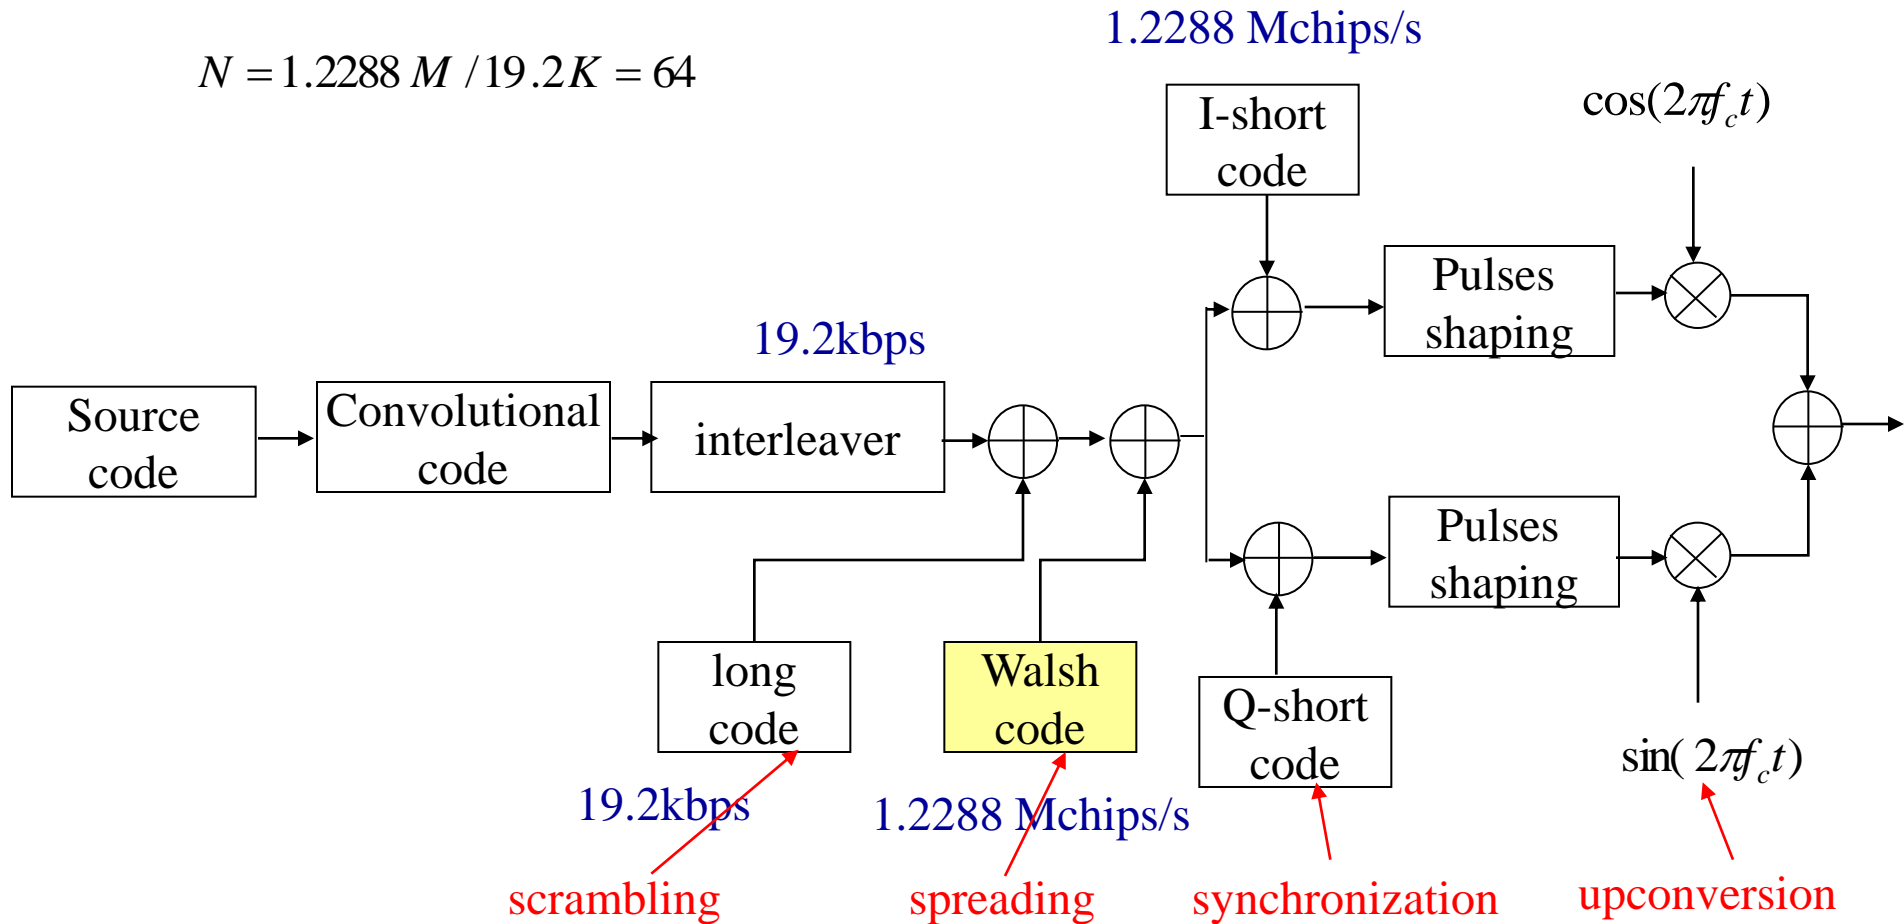 1.2288 Mchips/s
N = 1.2288 M / 19.2K = 64
I-short
code
cos(2πf_c t)
Pulses
shaping
19.2kbps
Source
code
Convolutional
code
interleaver
Pulses
shaping
long
code
Walsh
code
Q-short
code
sin( 2πf_c t)
19.2kbps
1.2288 Mchips/s
scrambling
spreading
synchronization
upconversion